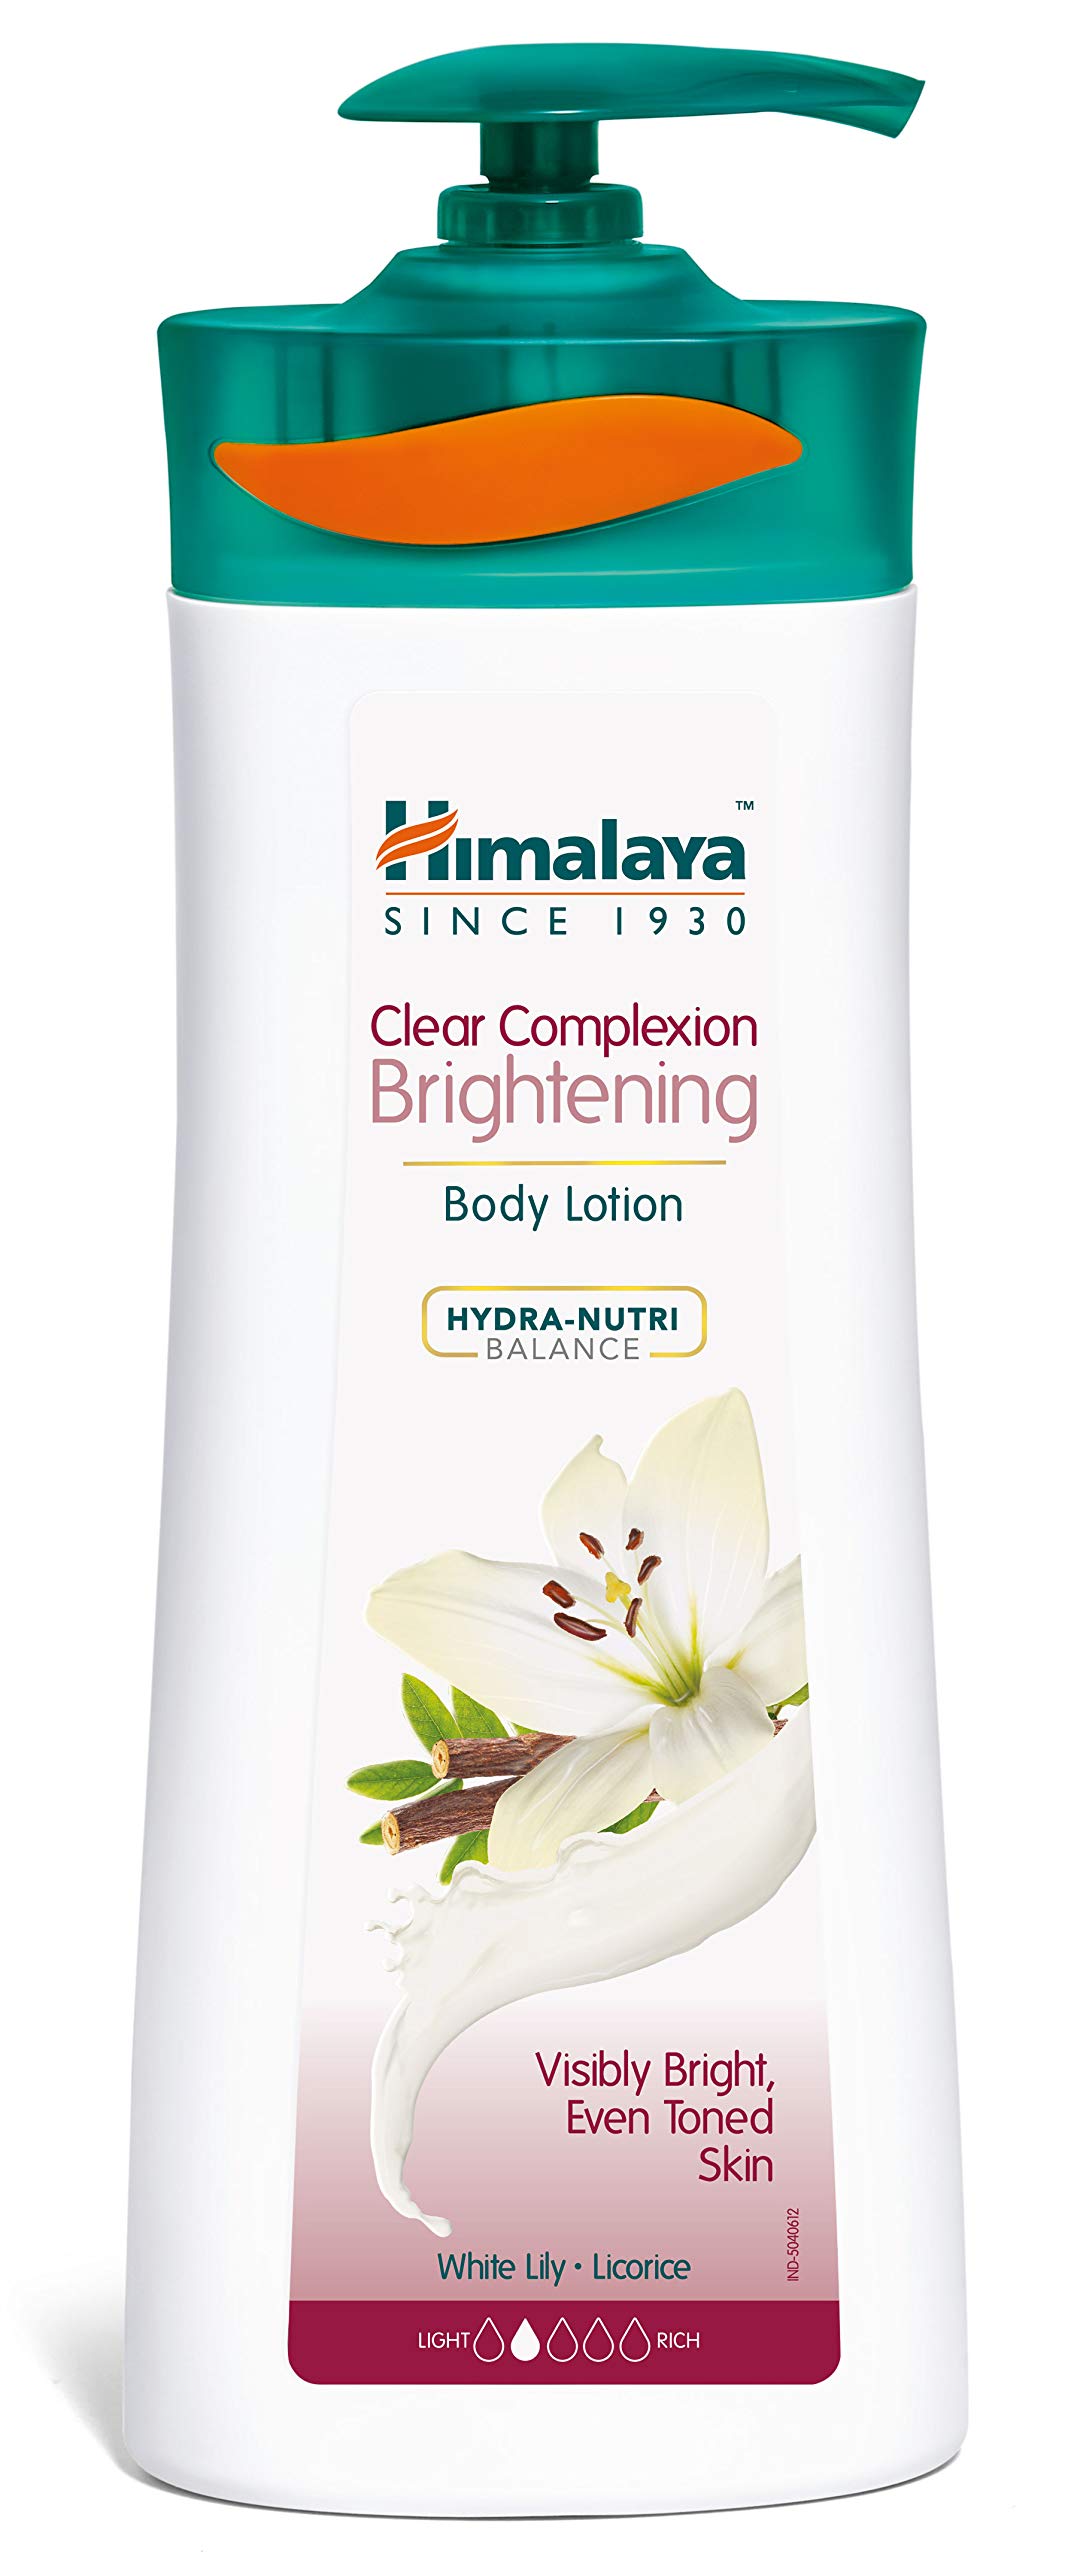 Himalaya™
SINCE 1930
Clear Complexion
Brightening
Body Lotion
HYDRA-NUTRI
BALANCE
Visibly Bright,
Even Toned
Skin
IND-5040612
White Lily • Licorice
LIGHT RICH